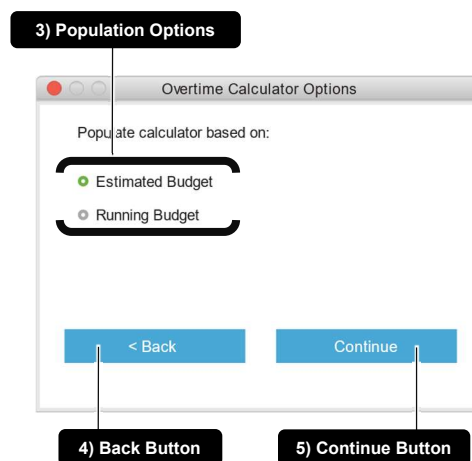 3) Population Options
Overtime Calculator Options
Populate calculator based on:
Estimated Budget
Running Budget
< Back
Continue
4) Back Button
5) Continue Button